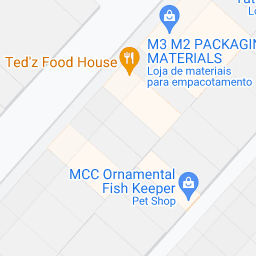 Ted'z Food House
M3 M2 PACKAGING
MATERIALS
Loja de materiais
para empacotamento
MCC Ornamental
Fish Keeper
Pet Shop